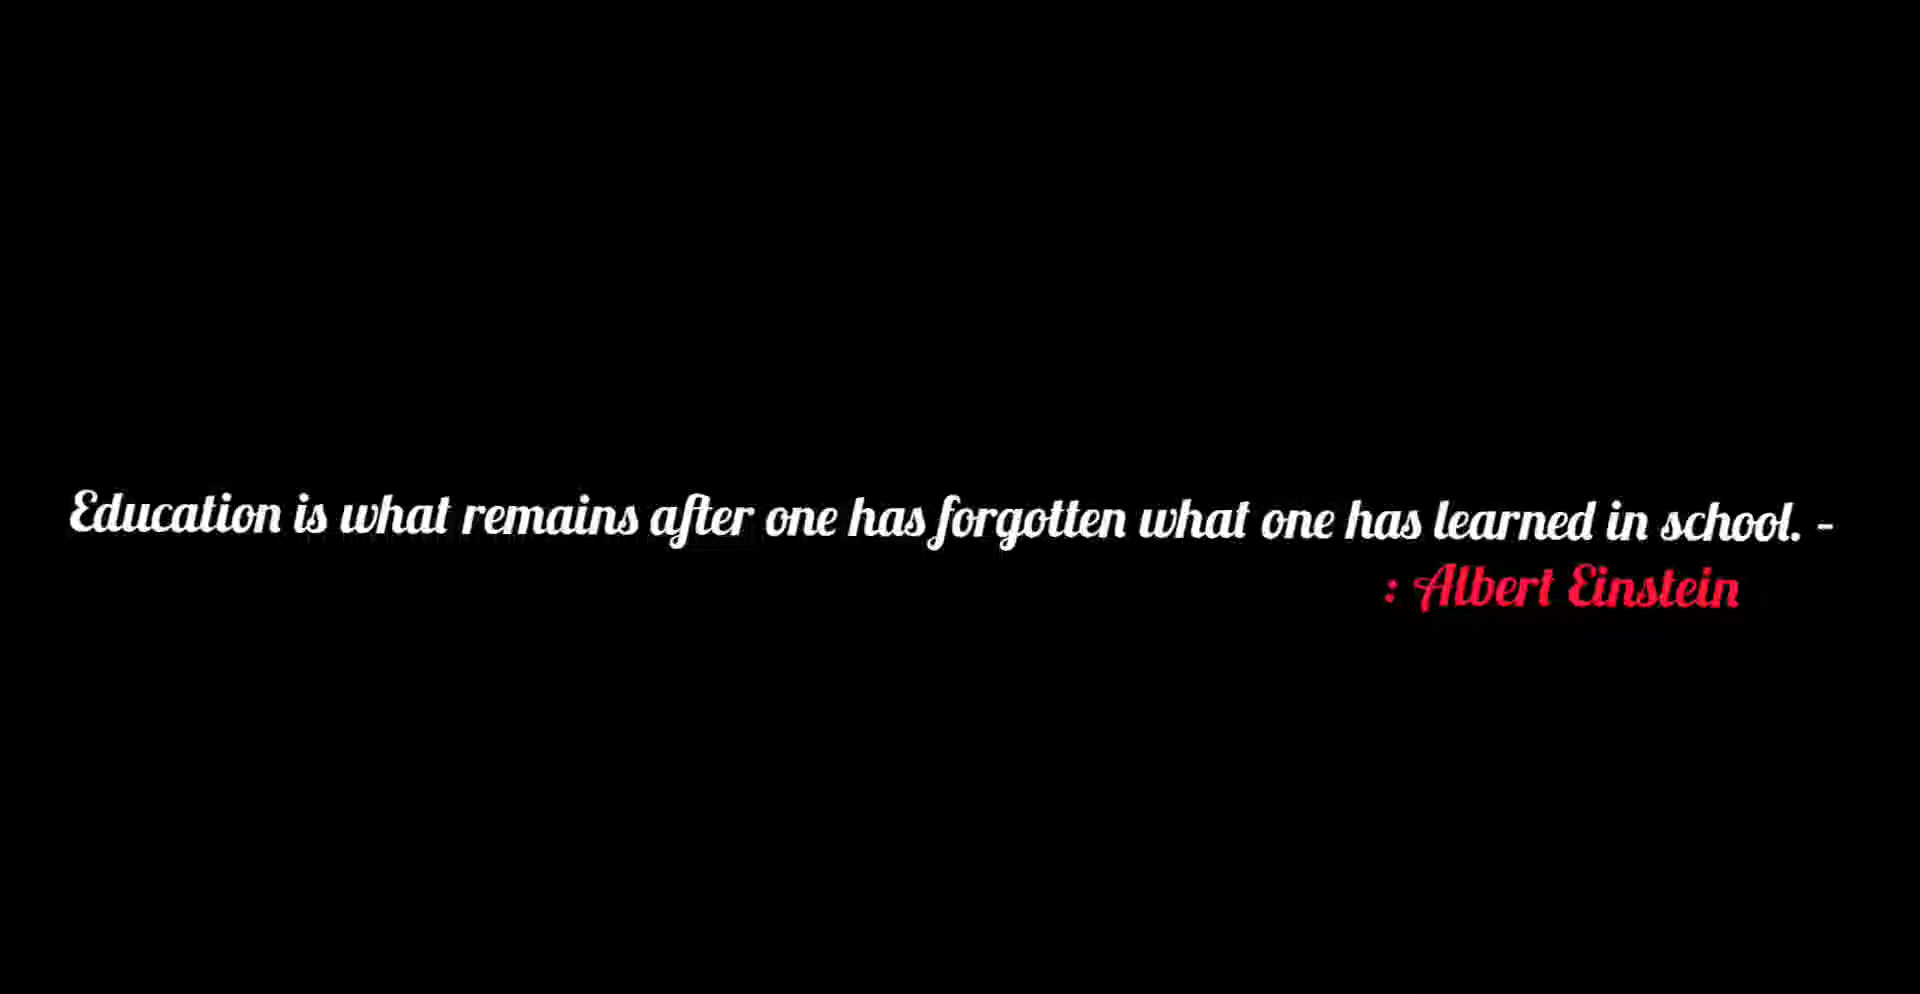 Education is what remains after one has forgotten what one has learned in school. -
: Albert Einstein